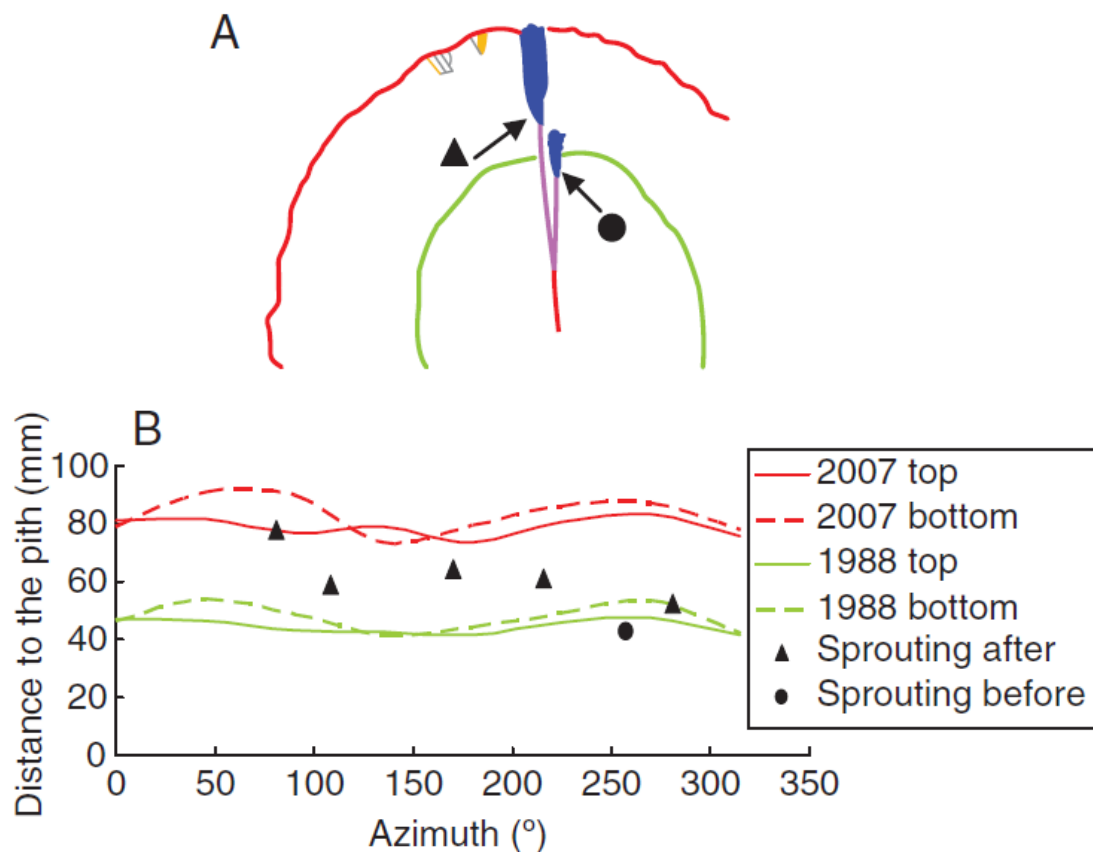 A
B
Distance to the pith (mm)
100
80
60
40
20
0
0 50 100 150 200 250 300 350
Azimuth (º)
2007 top
2007 bottom
1988 top
1988 bottom
Sprouting after
Sprouting before